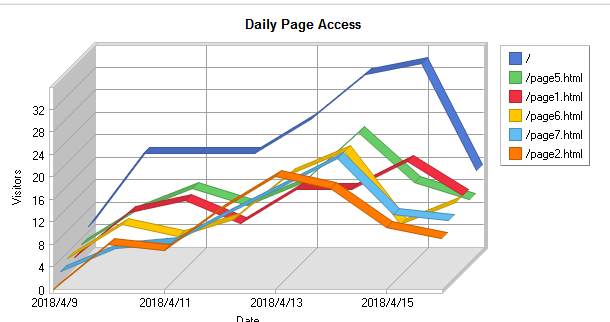 Daily Page Access
Visitors
32
28
24
20
16
12
8
4
0
2018/4/9
2018/4/11
2018/4/13
2018/4/15
Date
/
/page5.html
/page1.html
/page6.html
/page7.html
/page2.html